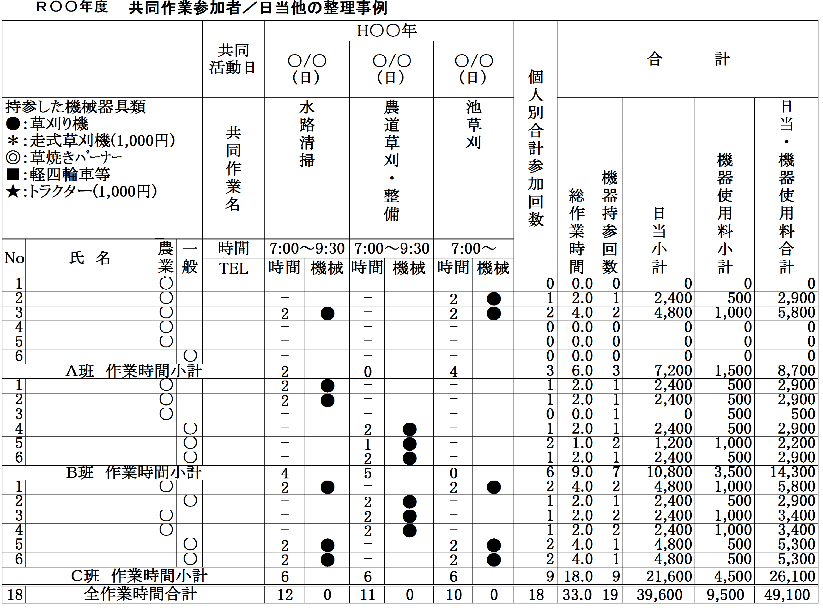 R〇〇年度 共同作業参加者／日当他の整理事例
H〇〇年
共同
活動日
〇/〇
(日)
〇/〇
(日)
〇/〇
(日)
合 計
持参した機械器具類
●:草刈り機
＊:走式草刈機(1,000円)
◎:草焼きﾊﾞｰﾅｰ
■:軽四輪車等
★:トラクター(1,000円)
共同作業名
水路清掃
農道草刈・整備
池草刈
個人別合計参加回数
総作業時間
機器持参回数
日当小計
機器使用料小計
日当・機器使用料合計
No 氏 名 農業 一般 時間 7:00～9:30 7:00～9:30 7:00～
TEL 時間 機械 時間 機械 時間 機械
1 〇 0 0.0 0 0 0 0
2 〇 － － 2 ● 1 2.0 1 2,400 500 2,900
3 〇 2 ● － 2 ● 2 4.0 2 4,800 1,000 5,800
4 〇 － － － 0 0.0 0 0 0 0
5 〇 － － － 0 0.0 0 0 0 0
6 〇 － － － 0 0.0 0 0 0 0
A班 作業時間小計 2 0 4 3 6.0 3 7,200 1,500 8,700
1 〇 2 ● － － 1 2.0 1 2,400 500 2,900
2 〇 2 ● － － 1 2.0 1 2,400 500 2,900
3 〇 － － － 0 0.0 1 0 500 500
4 〇 － 2 ● － 1 2.0 1 2,400 500 2,900
5 〇 － 1 ● － 2 1.0 2 1,200 1,000 2,200
6 〇 － 2 ● － 1 2.0 1 2,400 500 2,900
B班 作業時間小計 4 5 0 6 9.0 7 10,800 3,500 14,300
1 〇 2 ● － 2 ● 2 4.0 2 4,800 1,000 5,800
2 〇 － 2 ● － 1 2.0 1 2,400 500 2,900
3 〇 － 2 ● － 1 2.0 2 2,400 1,000 3,400
4 〇 － 2 ● － 1 2.0 2 2,400 1,000 3,400
5 〇 2 ● － 2 ● 2 4.0 1 4,800 500 5,300
6 〇 2 ● － 2 ● 2 4.0 1 4,800 500 5,300
C班 作業時間小計 6 6 6 9 18.0 9 21,600 4,500 26,100
18 全作業時間合計 12 0 11 0 10 0 18 33.0 19 39,600 9,500 49,100